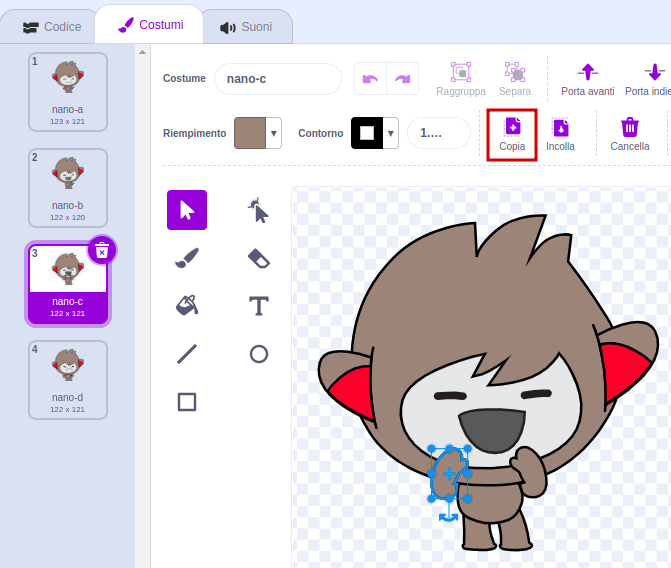 Codice
Costumi
Suoni
1
nano-a
123 x 121
2
nano-b
122 x 120
3
nano-c
122 x 121
4
nano-d
122 x 121
Costume
nano-c
Raggruppa
Separa
Porta avanti
Porta indie
Riempimento
Contorno
1....
Copia
Incolla
Cancella
T